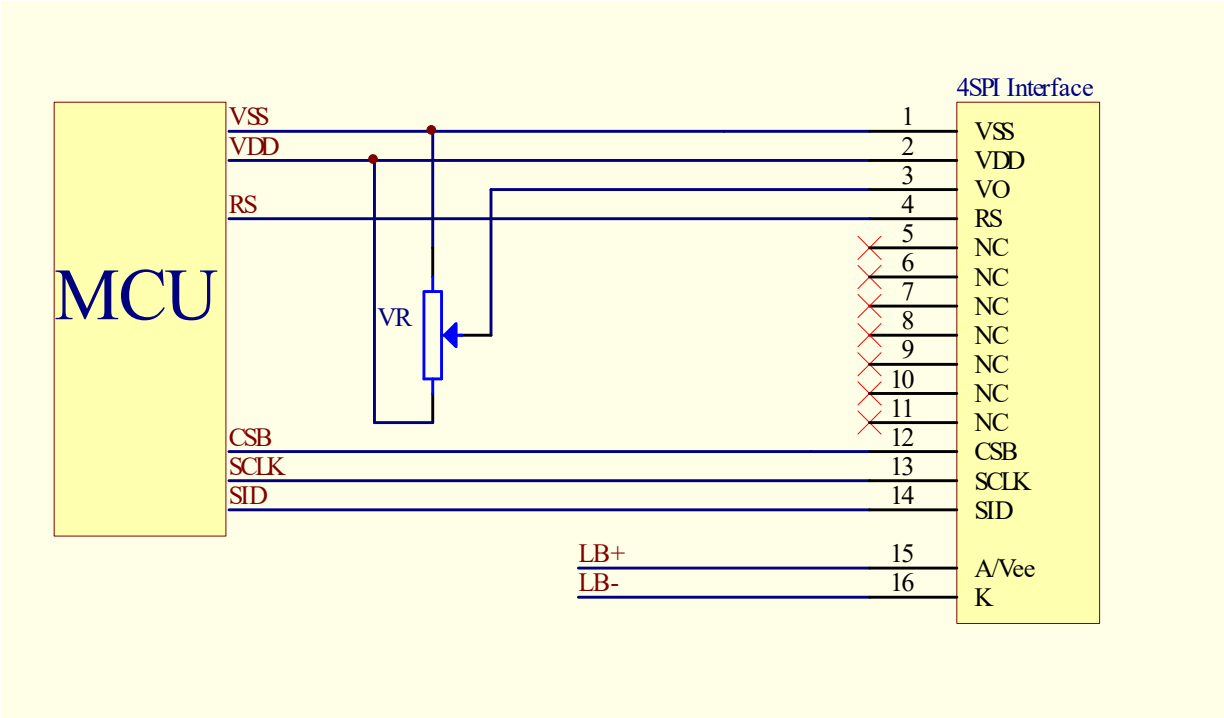 4SPI Interface
VSS 1 VSS
VDD 2 VDD
3 VO
RS 4 RS
5 NC
6 NC
7 NC
MCU
VR 8 NC
9 NC
10 NC
11 NC
CSB 12 CSB
SCLK 13 SCLK
SID 14 SID
LB+ 15 A/Vee
LB- 16 K